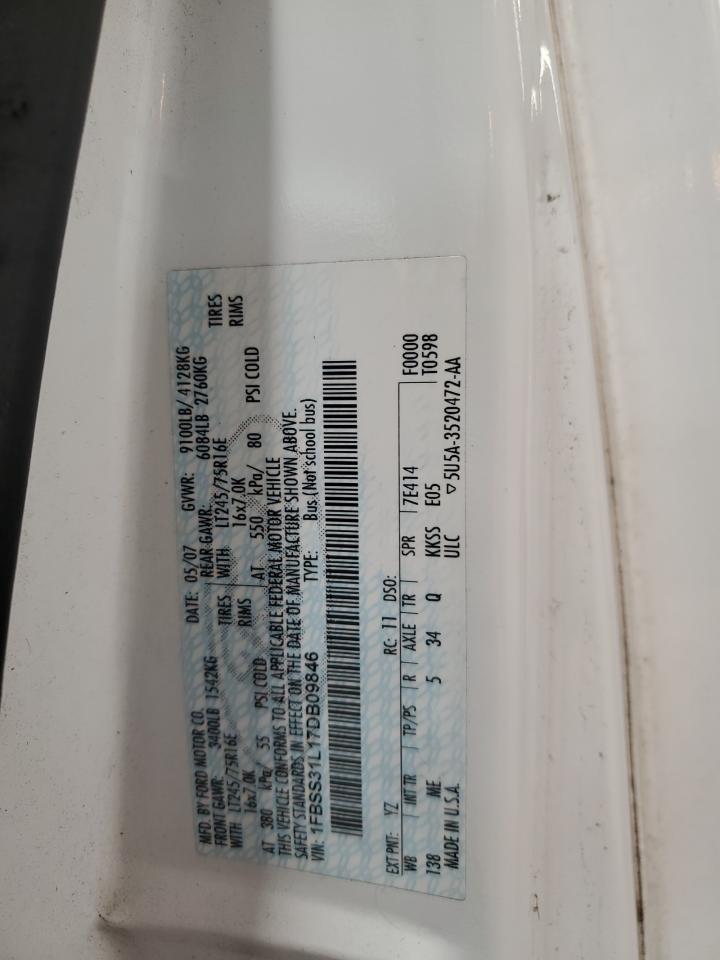 MFD. BY FORD MOTOR CO. DATE: 05/07 GVWR: 9100LB/ 4128KG
FRONT GAWR: 3400LB 1542KG REAR GAWR: 6084LB 2760KG
WITH LT245/75R16E TIRES WITH LT245/75R16E TIRES
16x7.0K RIMS 16x7.0K RIMS
AT 380 kPa/ 55 PSI COLD AT 550 kPa/ 80 PSI COLD
THIS VEHICLE CONFORMS TO ALL APPLICABLE FEDERAL MOTOR VEHICLE
SAFETY STANDARDS IN EFFECT ON THE DATE OF MANUFACTURE SHOWN ABOVE.
VIN: 1FBSS31L17DB09846 TYPE: Bus (Not school bus)
EXT PNT: YZ RC: 11 DSO: F0000
WB INT TR TP/PS R AXLE TR SPR 7E414 T0598
138 ME 5 34 Q KKSS E05
MADE IN U.S.A. ULC ▽5U5A-3520472-AA